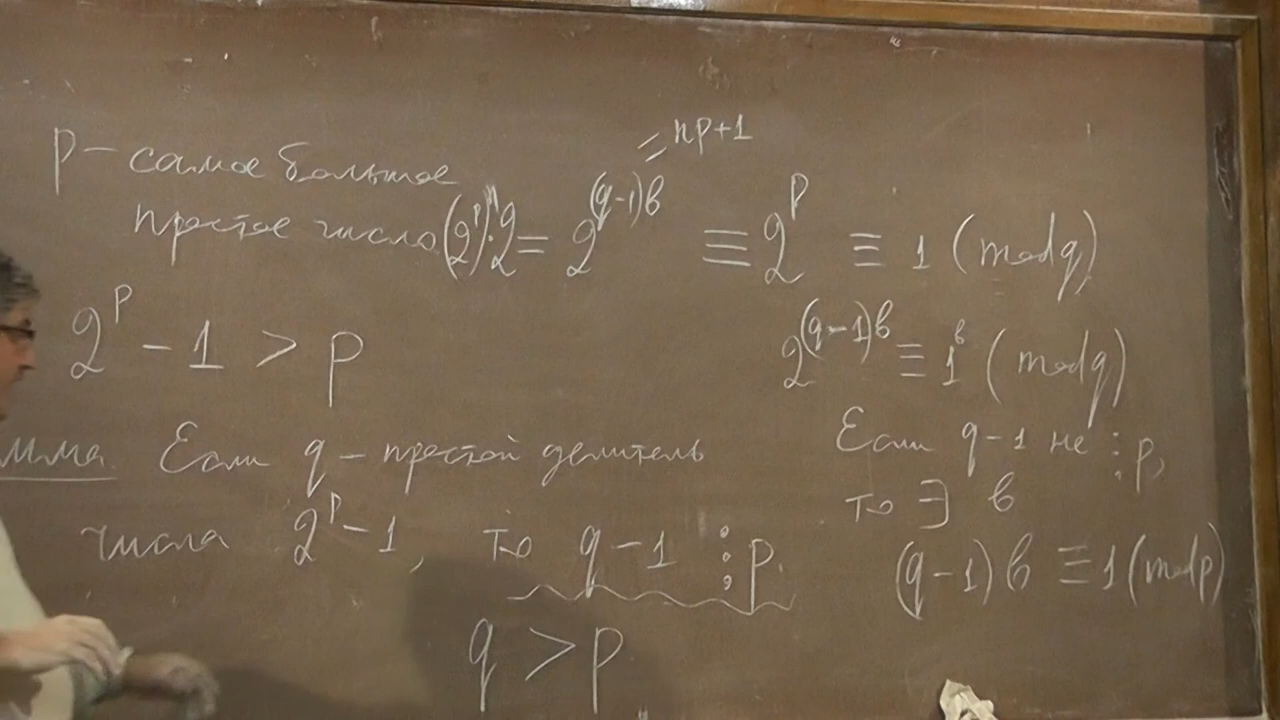 p – самое большое
простое число
2^p – 1 > p
мма Если q – простой делитель
числа 2^p – 1, то q – 1 ⋮ p.
q > p
= np+1
(2^p)^n · 2 = 2^{(q-1)b} ≡ 2^p ≡ 1 (mod q)
2^{(q-1)b} ≡ 1^b (mod q)
Если q – 1 не ⋮ p,
то ∃ b
(q – 1) b ≡ 1 (mod p)